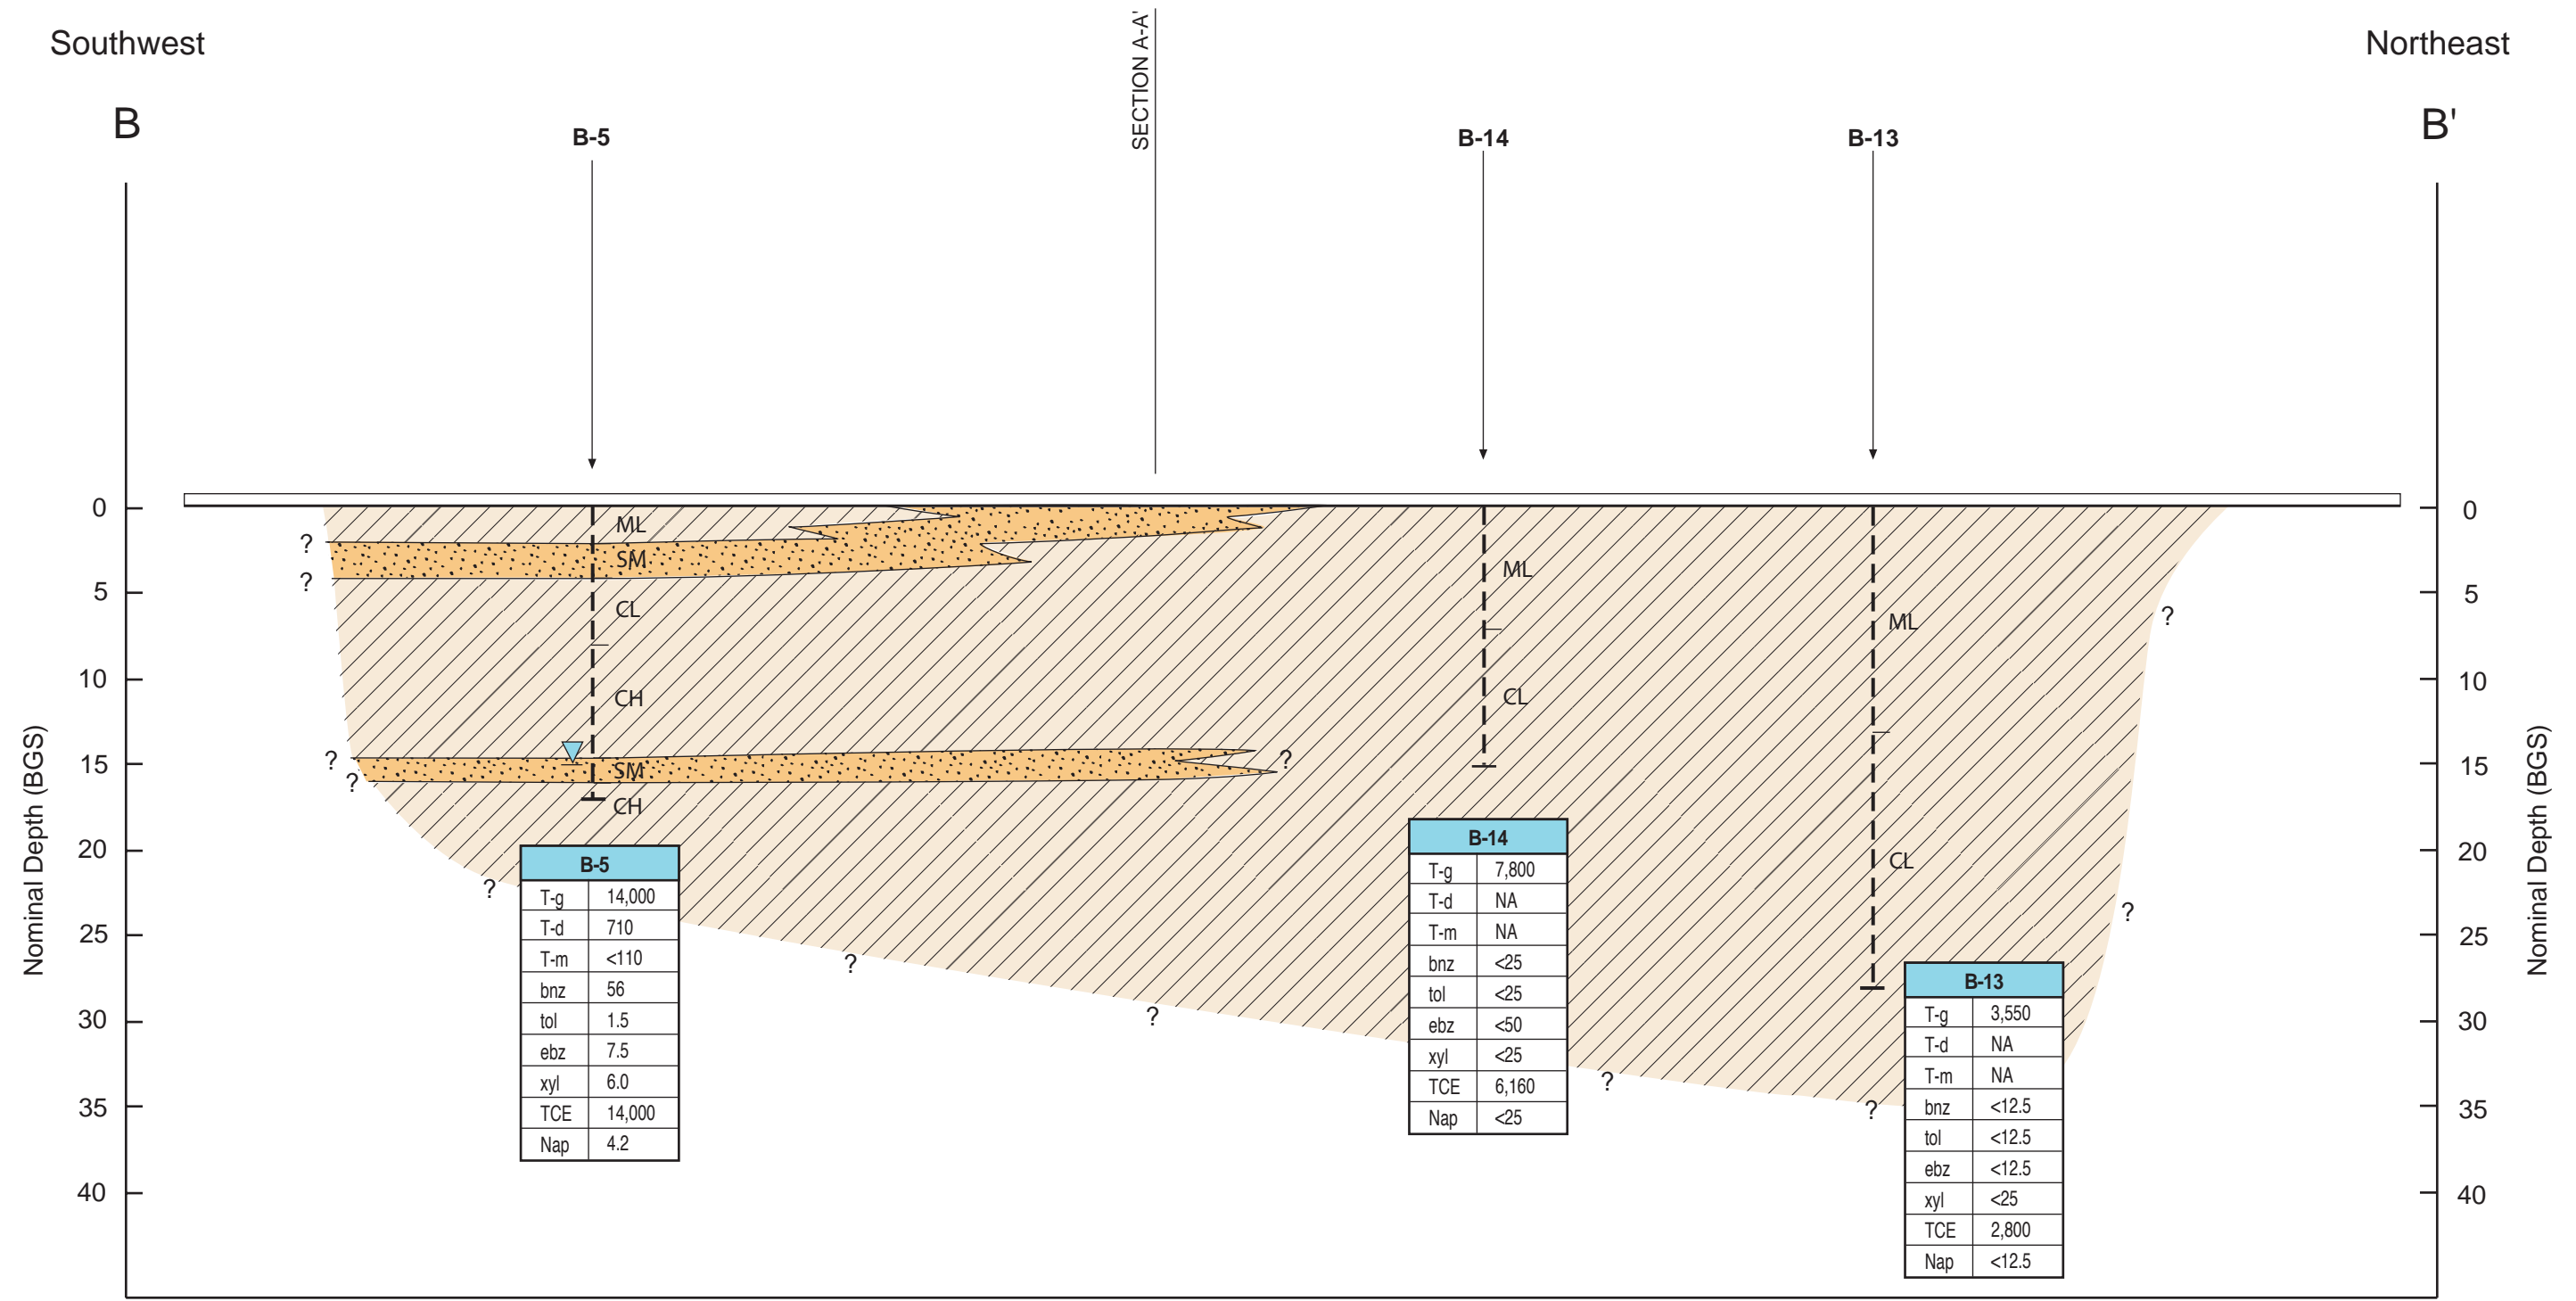 Southwest
Northeast
SECTION A-A'
B
B'
B-5
B-14
B-13
0
5
10
15
20
25
30
35
40
Nominal Depth (BGS)
0
5
10
15
20
25
30
35
40
Nominal Depth (BGS)
?
?
?
?
?
?
?
?
?
?
?
?
ML
SM
CL
CH
SM
CH
ML
CL
ML
CL
B-5
T-g 14,000
T-d 710
T-m <110
bnz 56
tol 1.5
ebz 7.5
xyl 6.0
TCE 14,000
Nap 4.2
B-14
T-g 7,800
T-d NA
T-m NA
bnz <25
tol <25
ebz <50
xyl <25
TCE 6,160
Nap <25
B-13
T-g 3,550
T-d NA
T-m NA
bnz <12.5
tol <12.5
ebz <12.5
xyl <25
TCE 2,800
Nap <12.5